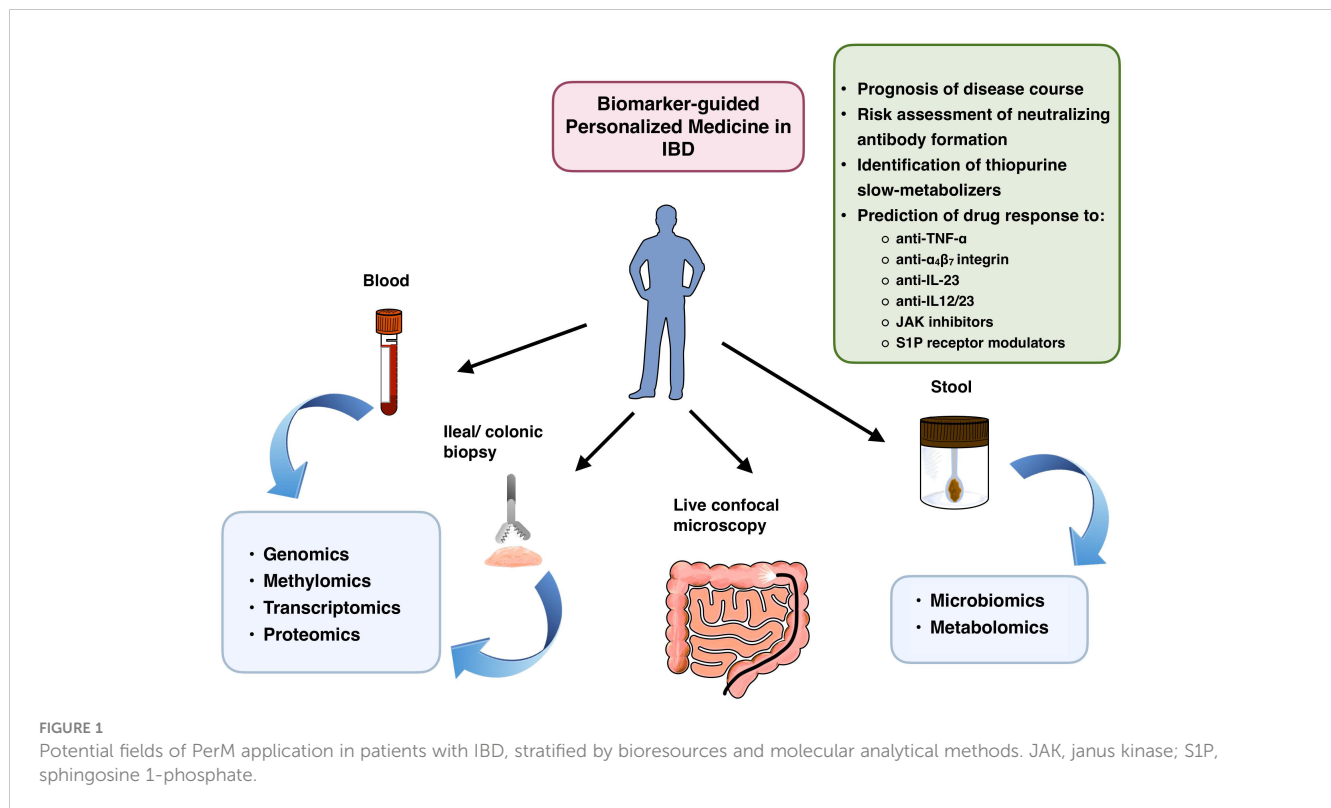 Biomarker-guided
Personalized Medicine in
IBD
• Prognosis of disease course
• Risk assessment of neutralizing
antibody formation
• Identification of thiopurine
slow-metabolizers
• Prediction of drug response to:
○ anti-TNF-α
○ anti-α₄β₇ integrin
○ anti-IL-23
○ anti-IL12/23
○ JAK inhibitors
○ S1P receptor modulators
Blood
Ileal/ colonic
biopsy
Live confocal
microscopy
Stool
• Genomics
• Methylomics
• Transcriptomics
• Proteomics
• Microbiomics
• Metabolomics
FIGURE 1
Potential fields of PerM application in patients with IBD, stratified by bioresources and molecular analytical methods. JAK, janus kinase; S1P,
sphingosine 1-phosphate.